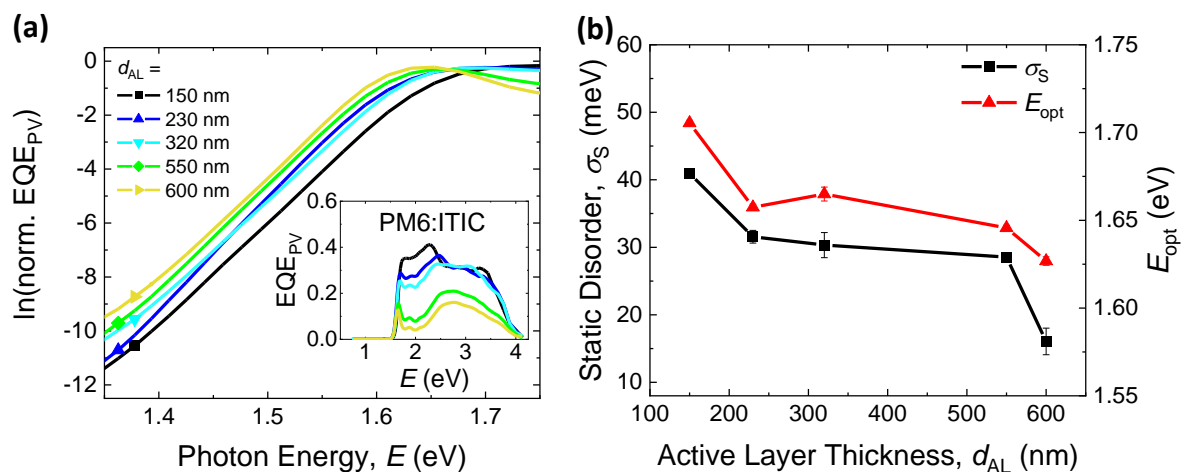 (a)
ln(norm. EQE_PV)
0
-2
-4
-6
-8
-10
-12
d_AL =
150 nm
230 nm
320 nm
550 nm
600 nm
PM6:ITIC
EQE_PV
0.6
0.4
0.2
0.0
1 2 3 4
E (eV)
1.4 1.5 1.6 1.7
Photon Energy, E (eV)
(b)
Static Disorder, σ_S (meV)
60
50
40
30
20
10
σ_S
E_opt
1.75
1.70
1.65
1.60
1.55
E_opt (eV)
100 200 300 400 500 600
Active Layer Thickness, d_AL (nm)